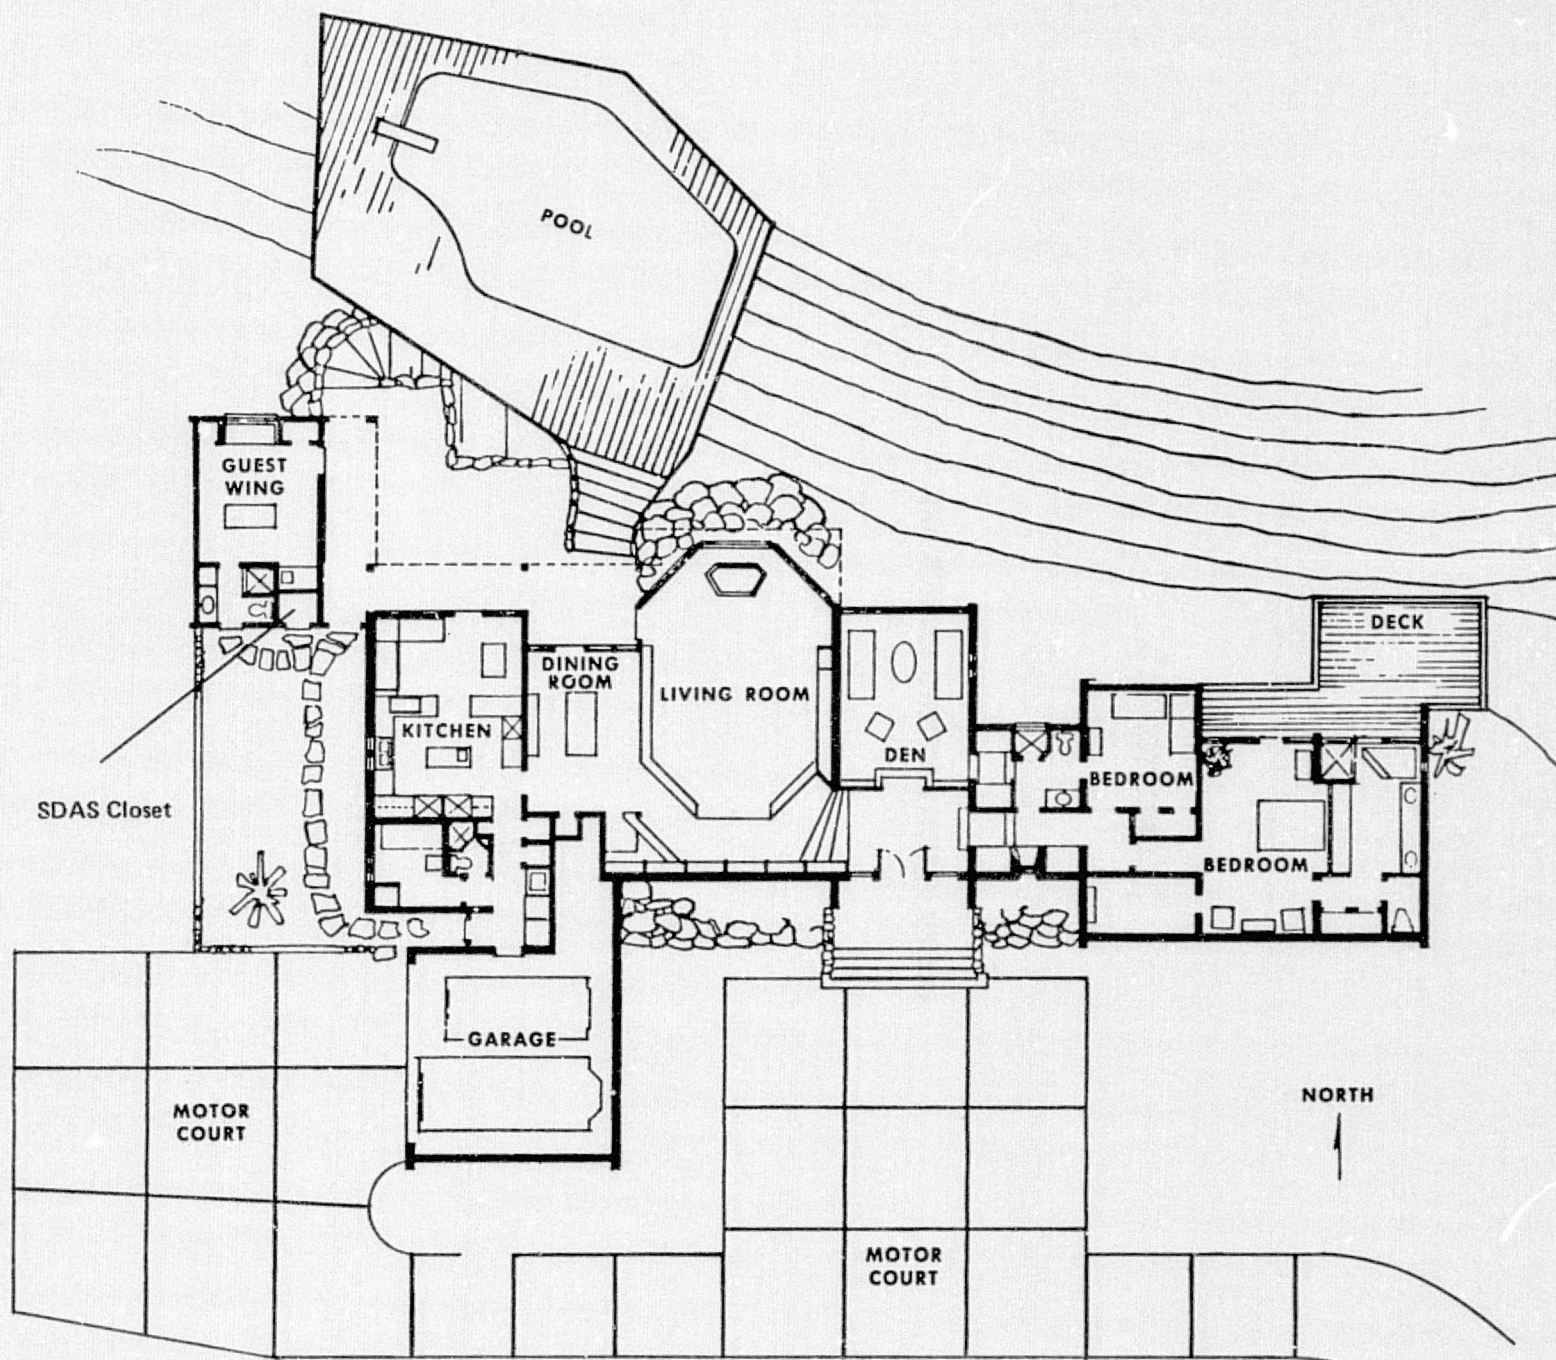 POOL
GUEST
WING
DECK
DINING
ROOM
LIVING ROOM
KITCHEN
DEN
BEDROOM
SDAS Closet
BEDROOM
GARAGE
NORTH
MOTOR
COURT
MOTOR
COURT